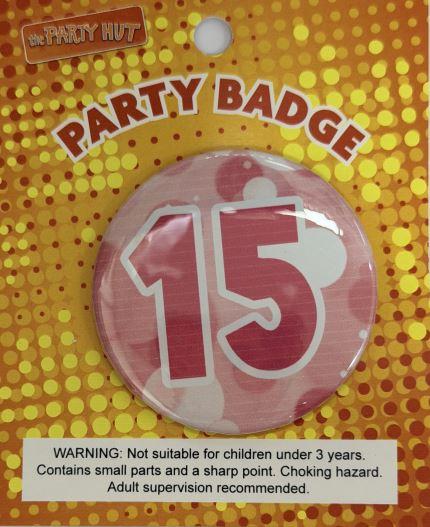 the PARTY HUT
PARTY BADGE
15
WARNING: Not suitable for children under 3 years.
Contains small parts and a sharp point. Choking hazard.
Adult supervision recommended.